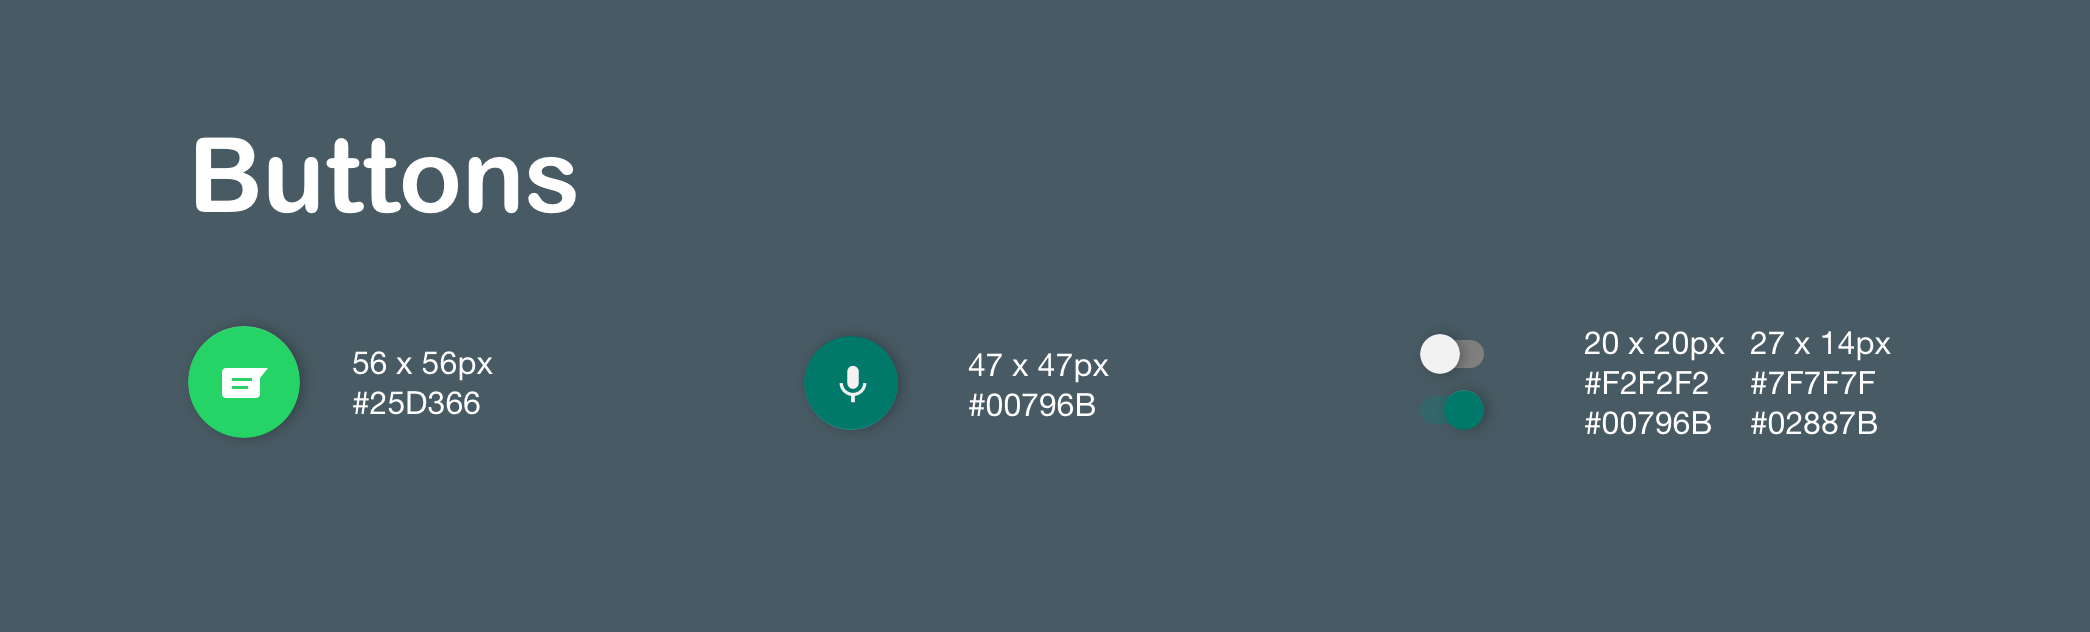 Buttons
56 x 56px
#25D366
47 x 47px
#00796B
20 x 20px 27 x 14px
#F2F2F2 #7F7F7F
#00796B #02887B